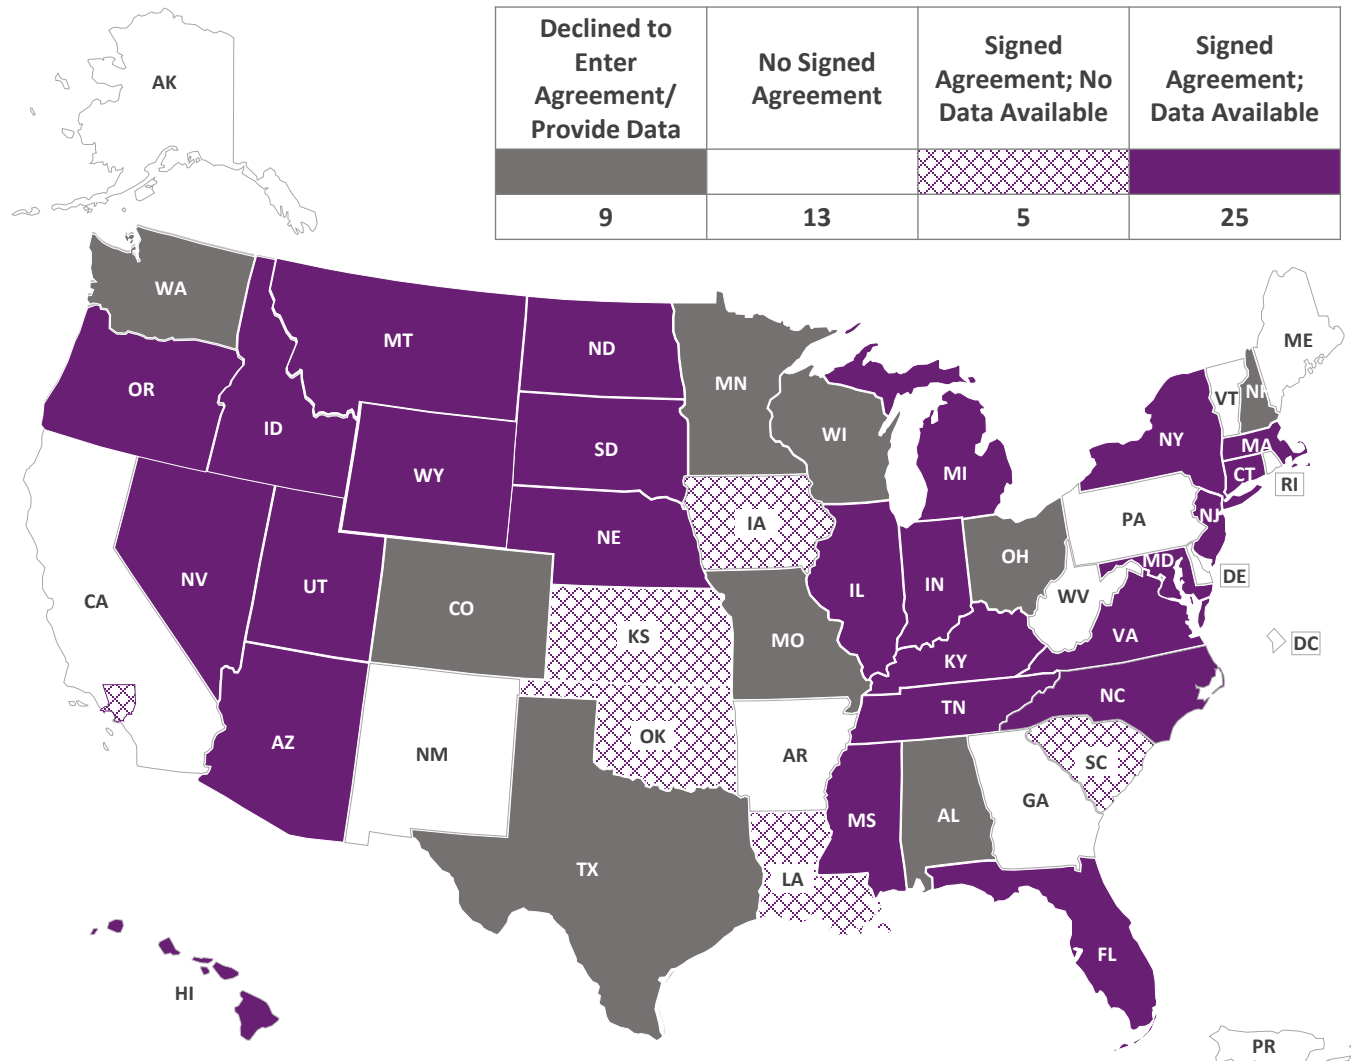 AK
Declined to
Enter
Agreement/
Provide Data
No Signed
Agreement
Signed
Agreement; No
Data Available
Signed
Agreement;
Data Available
9 13 5 25
WA
MT
ND
MN
ME
OR
ID
WY
SD
WI
MI
NY
VT
NH
MA
CT
RI
IA
NE
PA
NJ
NV
UT
CO
CA
IL
IN
OH
MD
DE
WV
KS
MO
KY
VA
DC
AZ
NM
OK
AR
TN
NC
SC
TX
LA
MS
AL
GA
FL
HI
PR